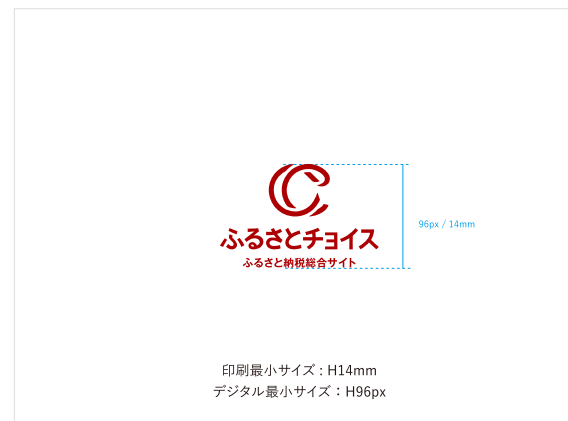 ふるさとチョイス
ふるさと納税総合サイト
96px / 14mm
印刷最小サイズ : H14mm
デジタル最小サイズ：H96px